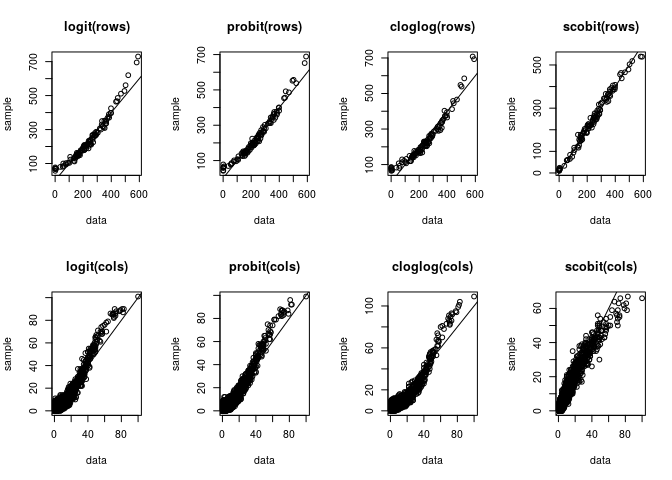 logit(rows) probit(rows) cloglog(rows) scobit(rows)
sample 100 300 500 700 sample 100 300 500 700 sample 100 300 500 700 sample 0 100 300 500
0 200 400 600 0 200 400 600 0 200 400 600 0 200 400 600
data data data data
logit(cols) probit(cols) cloglog(cols) scobit(cols)
sample 0 20 40 60 80 sample 0 20 40 60 80 sample 0 20 60 100 sample 0 20 40 60
0 40 80 0 40 80 0 40 80 0 40 80
data data data data